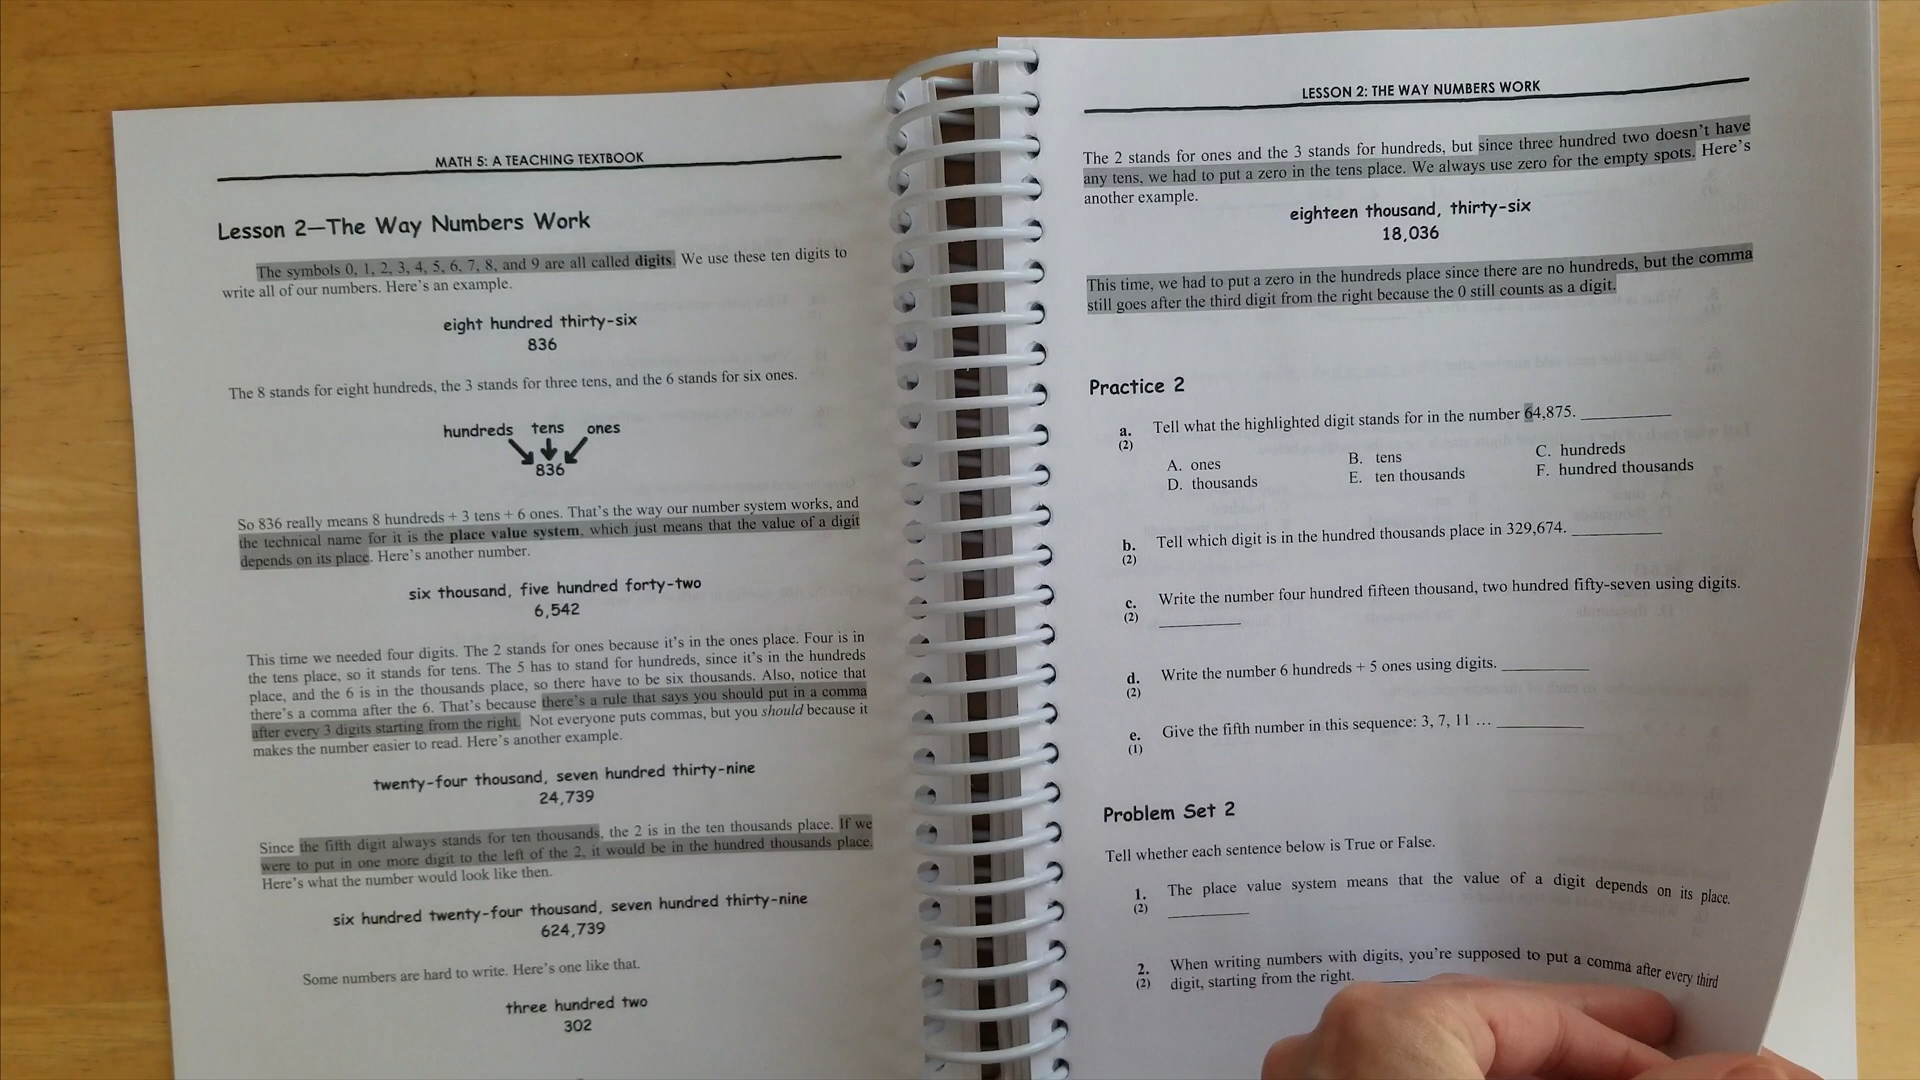 MATH 5: A TEACHING TEXTBOOK
Lesson 2—The Way Numbers Work
The symbols 0, 1, 2, 3, 4, 5, 6, 7, 8, and 9 are all called digits. We use these ten digits to
write all of our numbers. Here's an example.
eight hundred thirty-six
836
The 8 stands for eight hundreds, the 3 stands for three tens, and the 6 stands for six ones.
hundreds tens ones
836
So 836 really means 8 hundreds + 3 tens + 6 ones. That's the way our number system works, and
the technical name for it is the place value system, which just means that the value of a digit
depends on its place. Here's another number.
six thousand, five hundred forty-two
6,542
This time we needed four digits. The 2 stands for ones because it's in the ones place. Four is in
the tens place, so it stands for tens. The 5 has to stand for hundreds, since it's in the hundreds
place, and the 6 is in the thousands place, so there have to be six thousands. Also, notice that
there's a comma after the 6. That's because there's a rule that says you should put in a comma
after every 3 digits starting from the right. Not everyone puts commas, but you should because it
makes the number easier to read. Here's another example.
twenty-four thousand, seven hundred thirty-nine
24,739
Since the fifth digit always stands for ten thousands, the 2 is in the ten thousands place. If we
were to put in one more digit to the left of the 2, it would be in the hundred thousands place.
Here's what the number would look like then.
six hundred twenty-four thousand, seven hundred thirty-nine
624,739
Some numbers are hard to write. Here's one like that.
three hundred two
302
LESSON 2: THE WAY NUMBERS WORK
The 2 stands for ones and the 3 stands for hundreds, but since three hundred two doesn't have
any tens, we had to put a zero in the tens place. We always use zero for the empty spots. Here's
another example.
eighteen thousand, thirty-six
18,036
This time, we had to put a zero in the hundreds place since there are no hundreds, but the comma
still goes after the third digit from the right because the 0 still counts as a digit.
Practice 2
a. Tell what the highlighted digit stands for in the number 64,875.
(2)
A. ones B. tens C. hundreds
D. thousands E. ten thousands F. hundred thousands
b. Tell which digit is in the hundred thousands place in 329,674.
(2)
c. Write the number four hundred fifteen thousand, two hundred fifty-seven using digits.
(2)
d. Write the number 6 hundreds + 5 ones using digits.
(2)
e. Give the fifth number in this sequence: 3, 7, 11 …
(1)
Problem Set 2
Tell whether each sentence below is True or False.
1. The place value system means that the value of a digit depends on its place.
(2)
2. When writing numbers with digits, you're supposed to put a comma after every third
(2) digit, starting from the right.